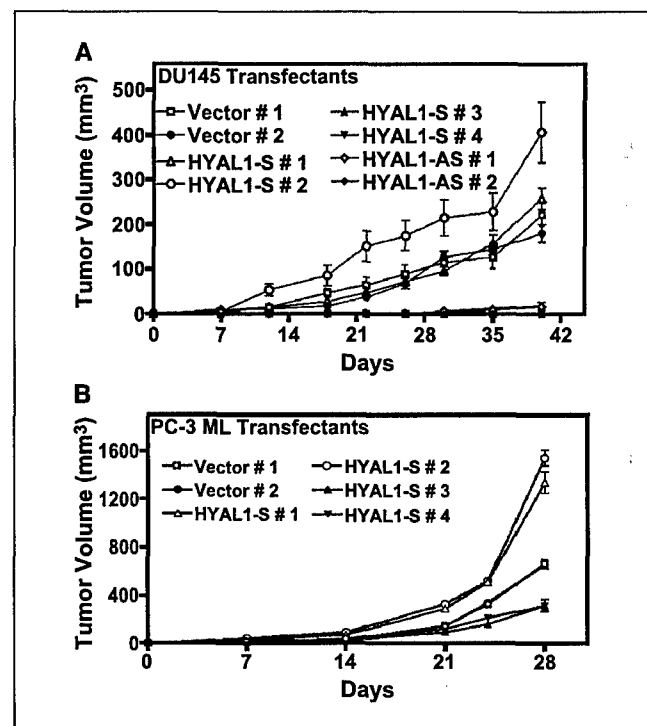 A
DU145 Transfectants
Vector # 1
Vector # 2
HYAL1-S # 1
HYAL1-S # 2
HYAL1-S # 3
HYAL1-S # 4
HYAL1-AS # 1
HYAL1-AS # 2
Tumor Volume (mm³)
500
400
300
200
100
0
0 7 14 21 28 35 42
Days
B
PC-3 ML Transfectants
Vector # 1
Vector # 2
HYAL1-S # 1
HYAL1-S # 2
HYAL1-S # 3
HYAL1-S # 4
Tumor Volume (mm³)
1600
1200
800
400
0
0 7 14 21 28
Days